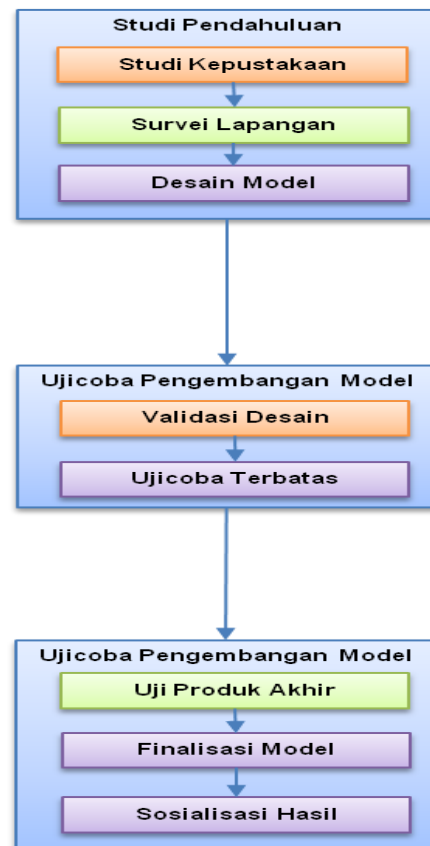 Studi Pendahuluan
Studi Kepustakaan
Survei Lapangan
Desain Model
Ujicoba Pengembangan Model
Validasi Desain
Ujicoba Terbatas
Ujicoba Pengembangan Model
Uji Produk Akhir
Finalisasi Model
Sosialisasi Hasil